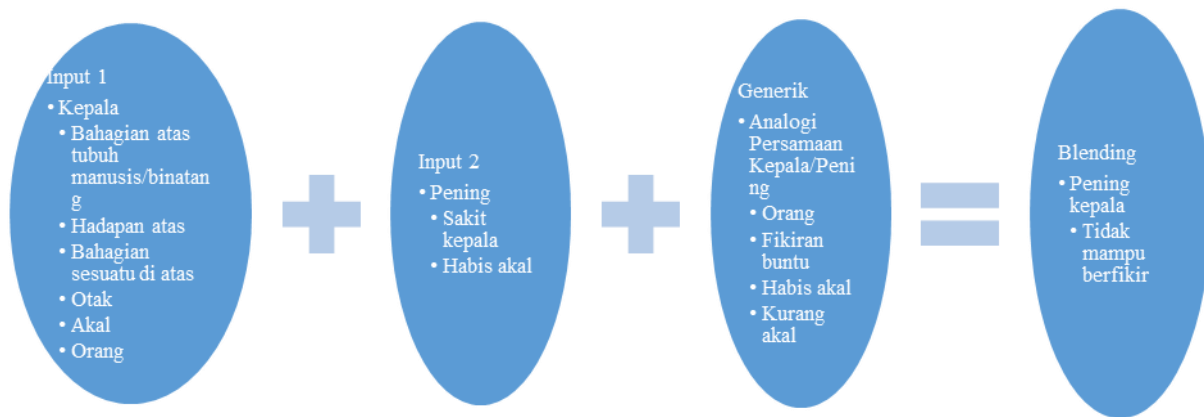 Input 1
• Kepala
• Bahagian atas
tubuh
manusis/binatan
g
• Hadapan atas
• Bahagian
sesuatu di atas
• Otak
• Akal
• Orang
Input 2
• Pening
• Sakit
kepala
• Habis akal
Generik
• Analogi
Persamaan
Kepala/Peni
ng
• Orang
• Fikiran
buntu
• Habis akal
• Kurang
akal
Blending
• Pening
kepala
• Tidak
mampu
berfikir